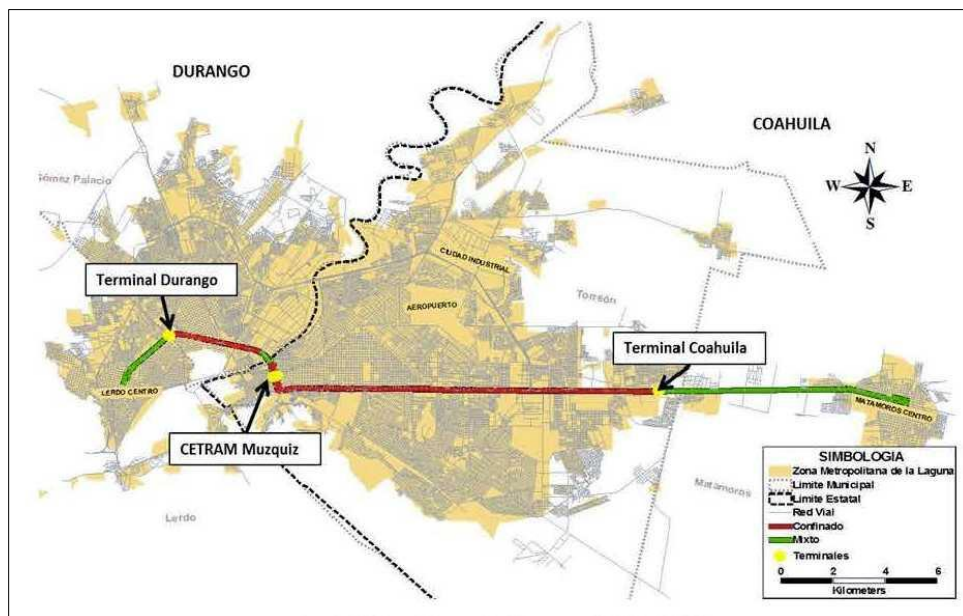 DURANGO
COAHUILA
N
W
E
S
Gómez Palacio
CIUDAD INDUSTRIAL
Terminal Durango
Torreón
AEROPUERTO
Terminal Coahuila
LERDO CENTRO
MATAMOROS CENTRO
CETRAM Muzquiz
Matamoros
Lerdo
SIMBOLOGIA
Zona Metropolitana de la Laguna
Limite Municipal
Limite Estatal
Red Vial
Confinado
Mixto
Terminales
0 2 4 6
Kilometers